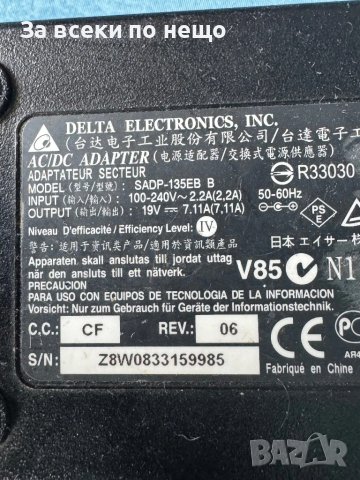 За всеки по нещо
DELTA ELECTRONICS, INC.
(台达电子工业股份有限公司/台達電子
AC/DC ADAPTER (电源适配器/交換式電源供應器)
ADAPTATEUR SECTEUR
R33030
MODEL (型号/型號): SADP-135EB B
INPUT (输入/輸入): 100-240V~ 2.2A(2,2A) 50-60Hz
OUTPUT (输出/輸出): 19V⎓ 7.11A(7,11A)
PS E
Niveau D'efficacité / Efficiency Level: IV
警告: 适用于资讯类产品/適用於資訊類產品
日本 エイサー
Apparaten skall anslutas till jordat uttag
när den ansluts till ett nätverk.
V85 N1
PRECAUCION
PARA USO CON EQUIPOS DE TECNOLOGIA DE LA INFORMACION
Vorsicht: Nur zum Gebrauch für Geräte der Informationstechnik.
C.C.: CF REV.: 06
CE
S/N: Z8W0833159985
Fabriqué en Chine
BAZAR